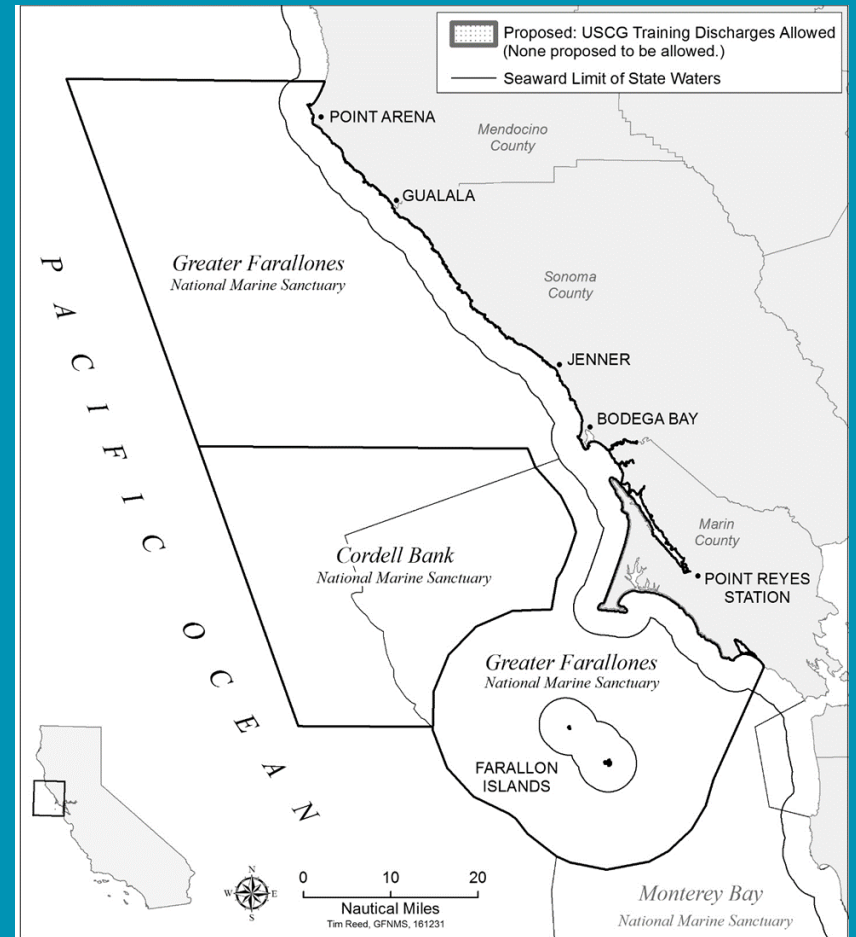 Proposed: USCG Training Discharges Allowed
(None proposed to be allowed.)
Seaward Limit of State Waters
POINT ARENA
Mendocino
County
GUALALA
Greater Farallones
National Marine Sanctuary
Sonoma
County
PACIFIC OCEAN
JENNER
BODEGA BAY
Marin
County
Cordell Bank
National Marine Sanctuary
POINT REYES
STATION
Greater Farallones
National Marine Sanctuary
FARALLON
ISLANDS
N
W E
S
0 10 20
Nautical Miles
Tim Reed, GFNMS, 161231
Monterey Bay
National Marine Sanctuary